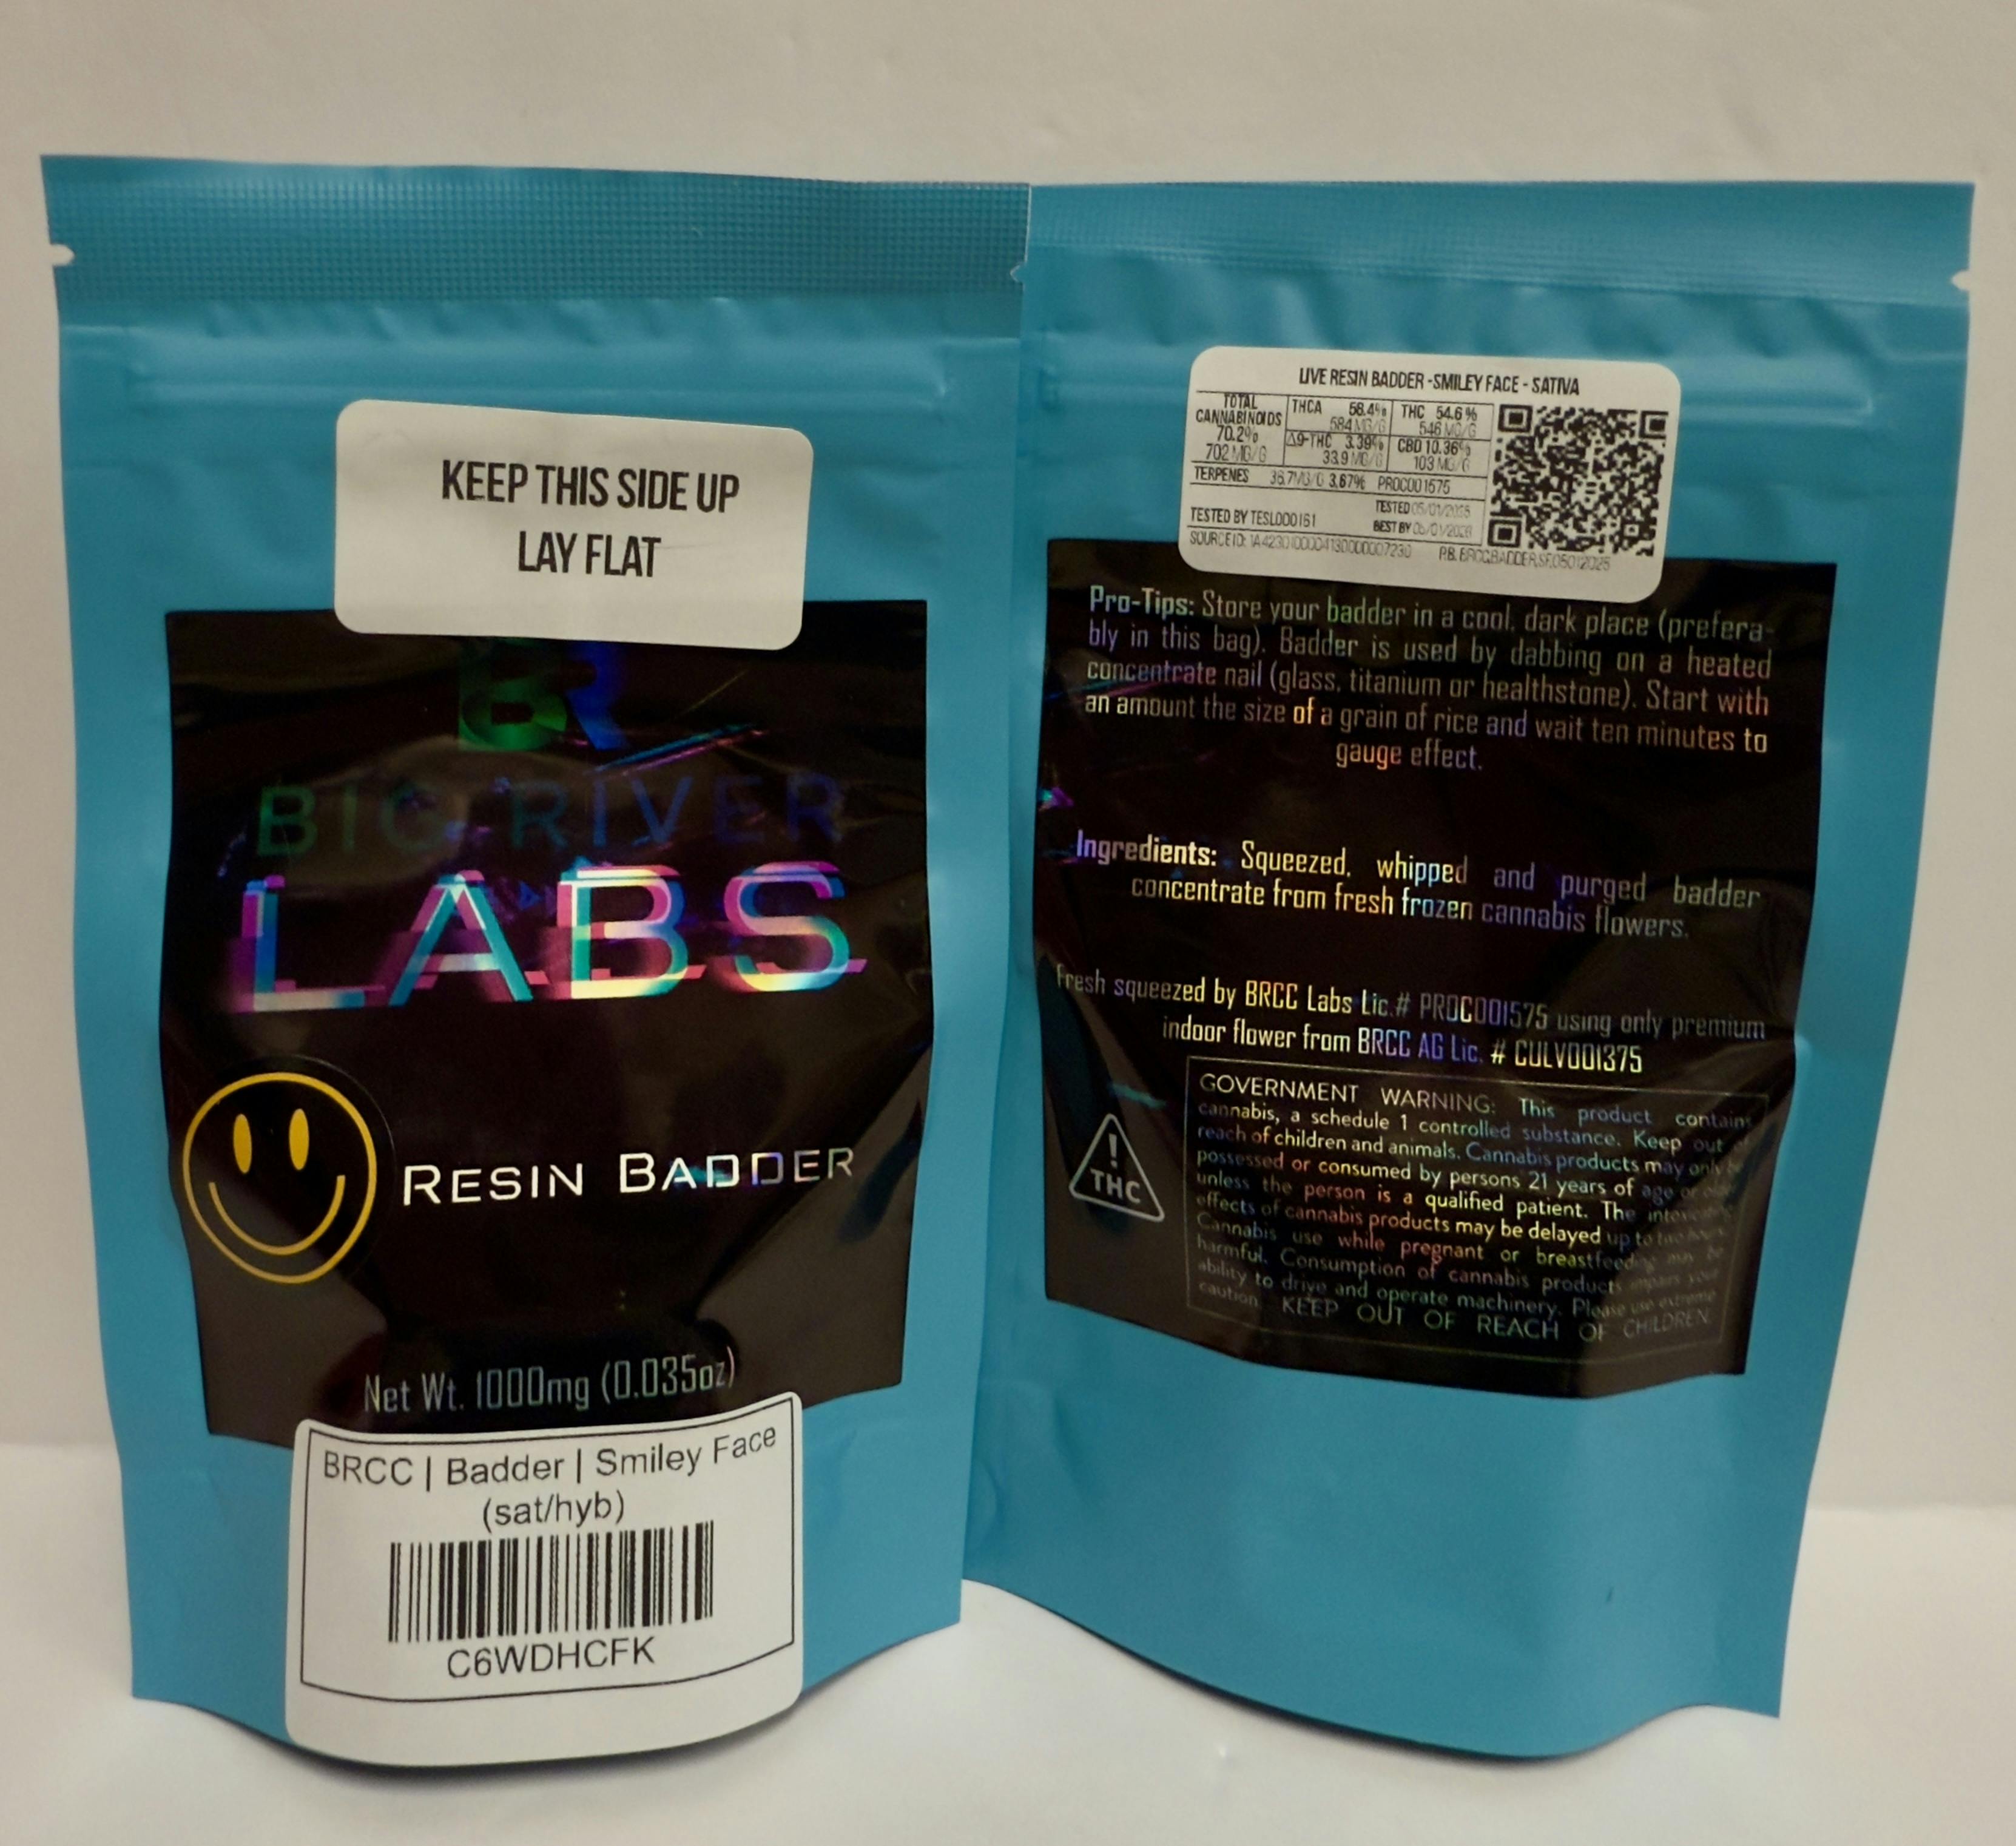 KEEP THIS SIDE UP
LAY FLAT
BR
BIG RIVER
LABS
RESIN BADDER
Net Wt. 1000mg (0.035oz)
BRCC | Badder | Smiley Face
(sat/hyb)
C6WDHCFK
LIVE RESIN BADDER -SMILEY FACE - SATIVA
TOTAL CANNABINOIDS 70.2% 702 MG/G
THCA 58.4% 584 MG/G
THC 54.6% 546 MG/G
Δ9-THC 3.39% 33.9 MG/G
CBD 10.36% 103 MG/G
TERPENES 36.7MG/G 3.67% PROC001575
TESTED 05/01/2025
TESTED BY TESL000161
BEST BY
SOURCE ID:
Pro-Tips: Store your badder in a cool, dark place (prefera-
bly in this bag). Badder is used by dabbing on a heated
concentrate nail (glass, titanium or healthstone). Start with
an amount the size of a grain of rice and wait ten minutes to
gauge effect.
Ingredients: Squeezed, whipped and purged badder
concentrate from fresh frozen cannabis flowers.
Fresh squeezed by BRCC Labs Lic.# PROC001575 using only premium
indoor flower from BRCC AG Lic. # CULV001375
THC
GOVERNMENT WARNING: This product contains
cannabis, a schedule 1 controlled substance. Keep out of
reach of children and animals. Cannabis products may only be
possessed or consumed by persons 21 years of age or older
unless the person is a qualified patient. The intoxicating
effects of cannabis products may be delayed up to two hours.
Cannabis use while pregnant or breastfeeding may be
harmful. Consumption of cannabis products impairs your
ability to drive and operate machinery. Please use extreme
caution. KEEP OUT OF REACH OF CHILDREN.